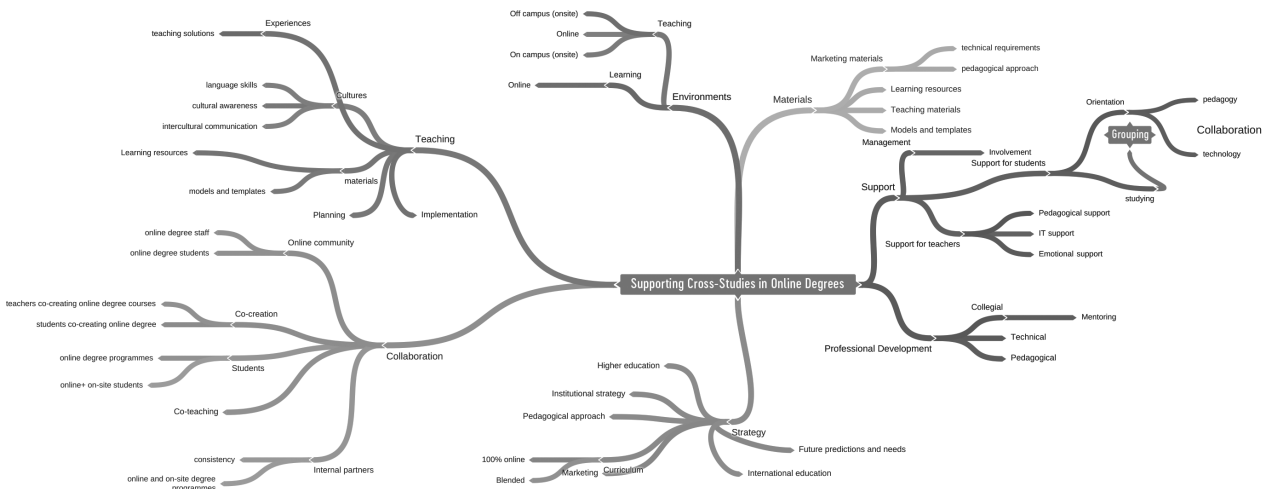 Experiences
teaching solutions
language skills
Cultures
cultural awareness
intercultural communication
Teaching
Learning resources
materials
models and templates
Planning
Implementation
Off campus (onsite)
Teaching
Online
On campus (onsite)
Learning
Online
Environments
Materials
Marketing materials
technical requirements
pedagogical approach
Learning resources
Teaching materials
Models and templates
Management
Involvement
Support for students
Orientation
pedagogy
Grouping
Collaboration
technology
studying
Support
Pedagogical support
IT support
Support for teachers
Emotional support
Supporting Cross-Studies in Online Degrees
Collegial
Mentoring
Technical
Professional Development
Pedagogical
online degree staff
Online community
online degree students
teachers co-creating online degree courses
Co-creation
students co-creating online degree
Collaboration
online degree programmes
Students
online+ on-site students
Co-teaching
consistency
Internal partners
online and on-site degree
programmes
Higher education
Institutional strategy
Pedagogical approach
Strategy
100% online
Marketing
Curriculum
Blended
Future predictions and needs
International education